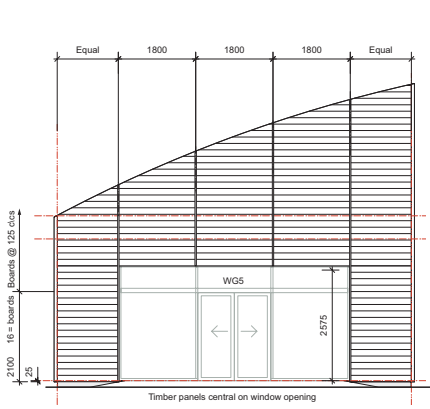 Equal 1800 1800 1800 Equal
2100 16 = boards Boards @ 125 d/cs
25
WG5
2575
Timber panels central on window opening